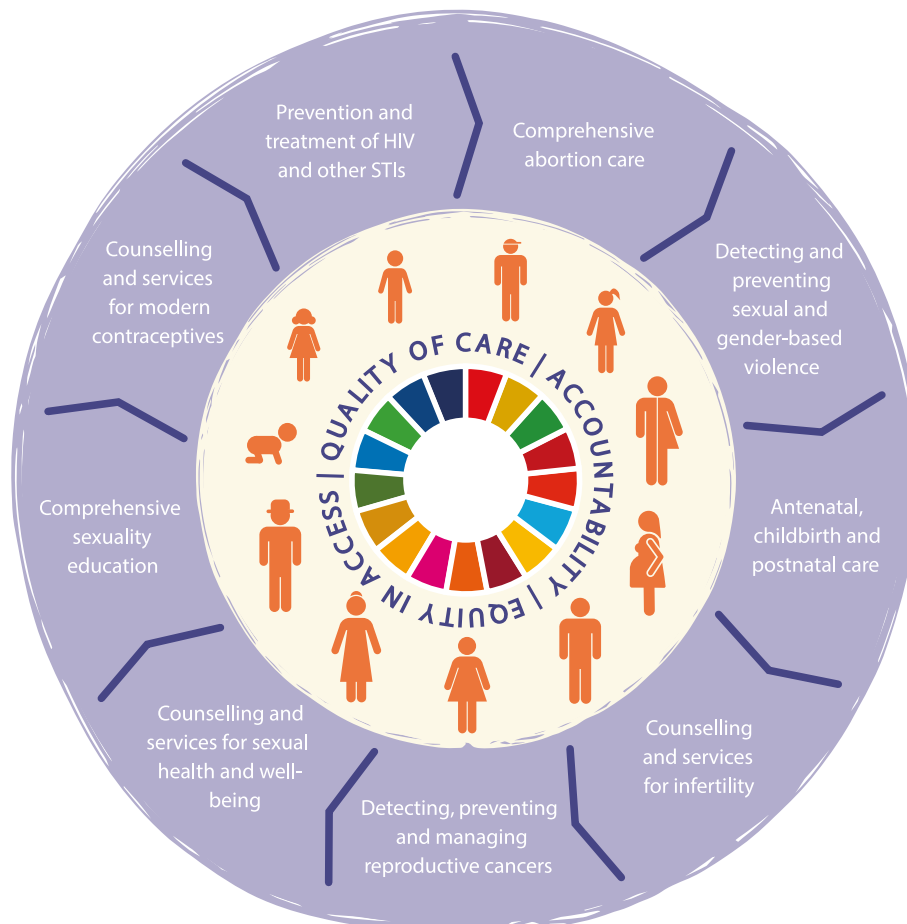 Prevention and
treatment of HIV
and other STIs
Comprehensive
abortion care
Detecting and
preventing
sexual and
gender-based
violence
Antenatal,
childbirth and
postnatal care
Counselling
and services
for infertility
Detecting, preventing
and managing
reproductive cancers
Counselling and
services for sexual
health and well-
being
Comprehensive
sexuality
education
Counselling
and services
for modern
contraceptives
QUALITY OF CARE | ACCOUNTABILITY | EQUITY IN ACCESS |